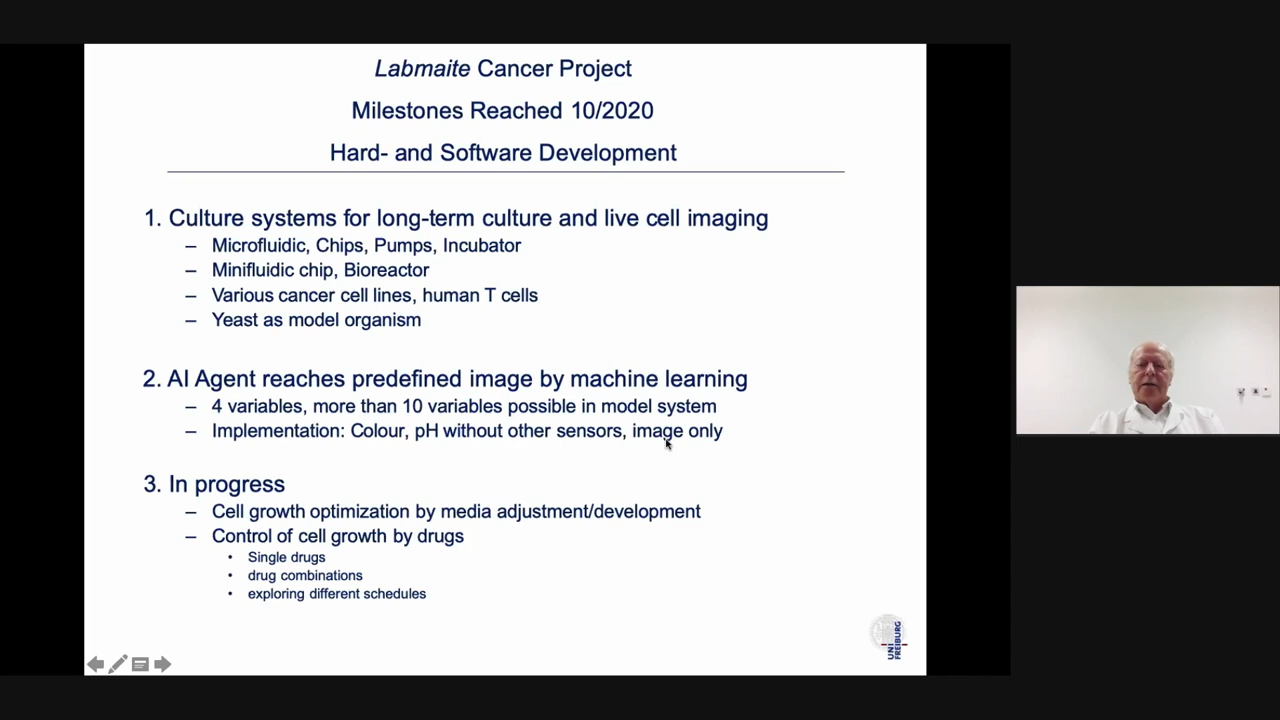 Labmaite Cancer Project
Milestones Reached 10/2020
Hard- and Software Development
1. Culture systems for long-term culture and live cell imaging
– Microfluidic, Chips, Pumps, Incubator
– Minifluidic chip, Bioreactor
– Various cancer cell lines, human T cells
– Yeast as model organism
2. AI Agent reaches predefined image by machine learning
– 4 variables, more than 10 variables possible in model system
– Implementation: Colour, pH without other sensors, image only
3. In progress
– Cell growth optimization by media adjustment/development
– Control of cell growth by drugs
• Single drugs
• drug combinations
• exploring different schedules
UNI
FREIBURG